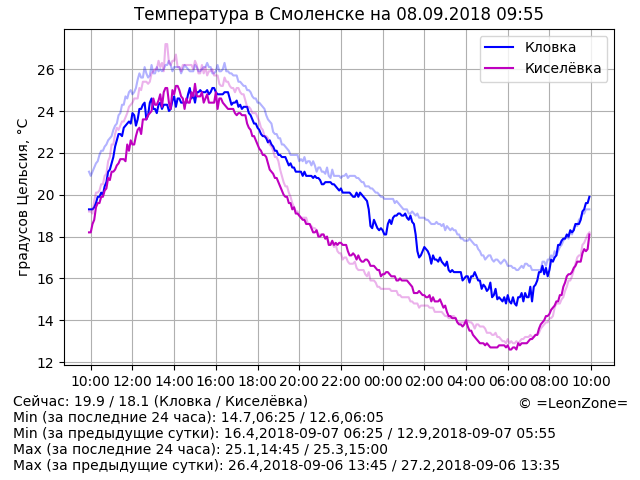 Температура в Смоленске на 08.09.2018 09:55
Кловка
Киселёвка
градусов Цельсия, °C
26
24
22
20
18
16
14
12
10:00 12:00 14:00 16:00 18:00 20:00 22:00 00:00 02:00 04:00 06:00 08:00 10:00
Сейчас: 19.9 / 18.1 (Кловка / Киселёвка)
© =LeonZone=
Min (за последние 24 часа): 14.7,06:25 / 12.6,06:05
Min (за предыдущие сутки): 16.4,2018-09-07 06:25 / 12.9,2018-09-07 05:55
Max (за последние 24 часа): 25.1,14:45 / 25.3,15:00
Max (за предыдущие сутки): 26.4,2018-09-06 13:45 / 27.2,2018-09-06 13:35